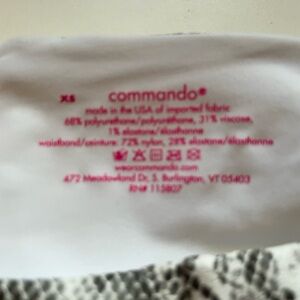 XS commando®
made in the USA of imported fabric
68% polyurethane/polyuréthane, 31% viscose,
1% elastane/élasthanne
waistband/ceinture: 72% nylon, 28% elastane/élasthanne
wearcommando.com
472 Meadowland Dr, S. Burlington, VT 05403
RN# 115807